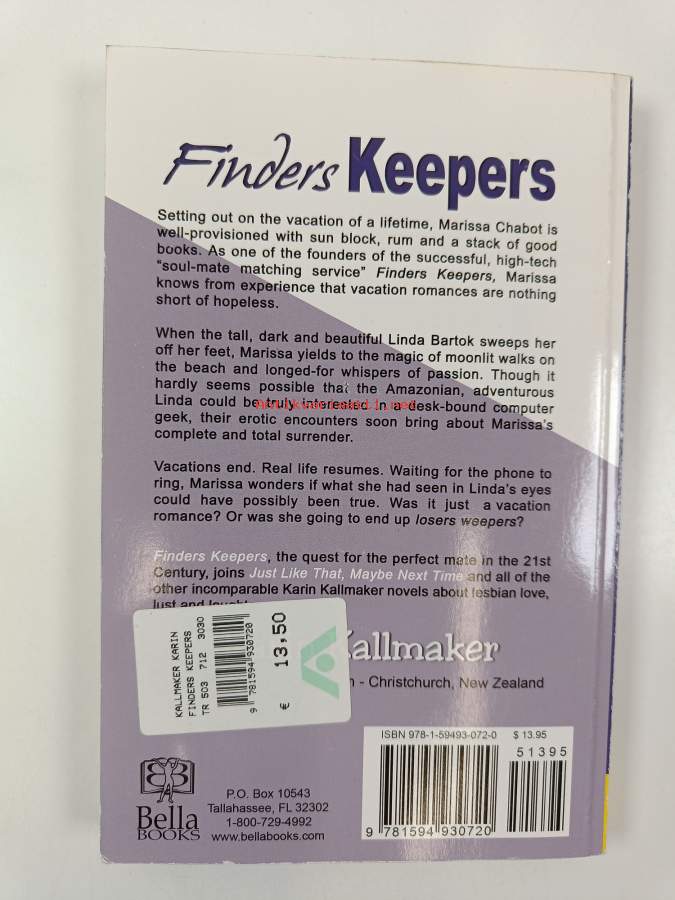 Finders Keepers
Setting out on the vacation of a lifetime, Marissa Chabot is
well-provisioned with sun block, rum and a stack of good
books. As one of the founders of the successful, high-tech
“soul-mate matching service” Finders Keepers, Marissa
knows from experience that vacation romances are nothing
short of hopeless.
When the tall, dark and beautiful Linda Bartok sweeps her
off her feet, Marissa yields to the magic of moonlit walks on
the beach and longed-for whispers of passion. Though it
hardly seems possible that the Amazonian, adventurous
Linda could be truly interested in a desk-bound computer
geek, their erotic encounters soon bring about Marissa's
complete and total surrender.
Vacations end. Real life resumes. Waiting for the phone to
ring, Marissa wonders if what she had seen in Linda's eyes
could have possibly been true. Was it just a vacation
romance? Or was she going to end up losers weepers?
Finders Keepers, the quest for the perfect mate in the 21st
Century, joins Just Like That, Maybe Next Time and all of the
other incomparable Karin Kallmaker novels about lesbian love,
lust and
Kallmaker
- Christchurch, New Zealand
KALLMAKER KARIN
FINDERS KEEPERS
TR 503 712 3030
9 781594 930720
€ 13,50
ISBN 978-1-59493-072-0 $ 13.95
51395
9 781594 930720
Bella
BOOKS
P.O. Box 10543
Tallahassee, FL 32302
1-800-729-4992
www.bellabooks.com